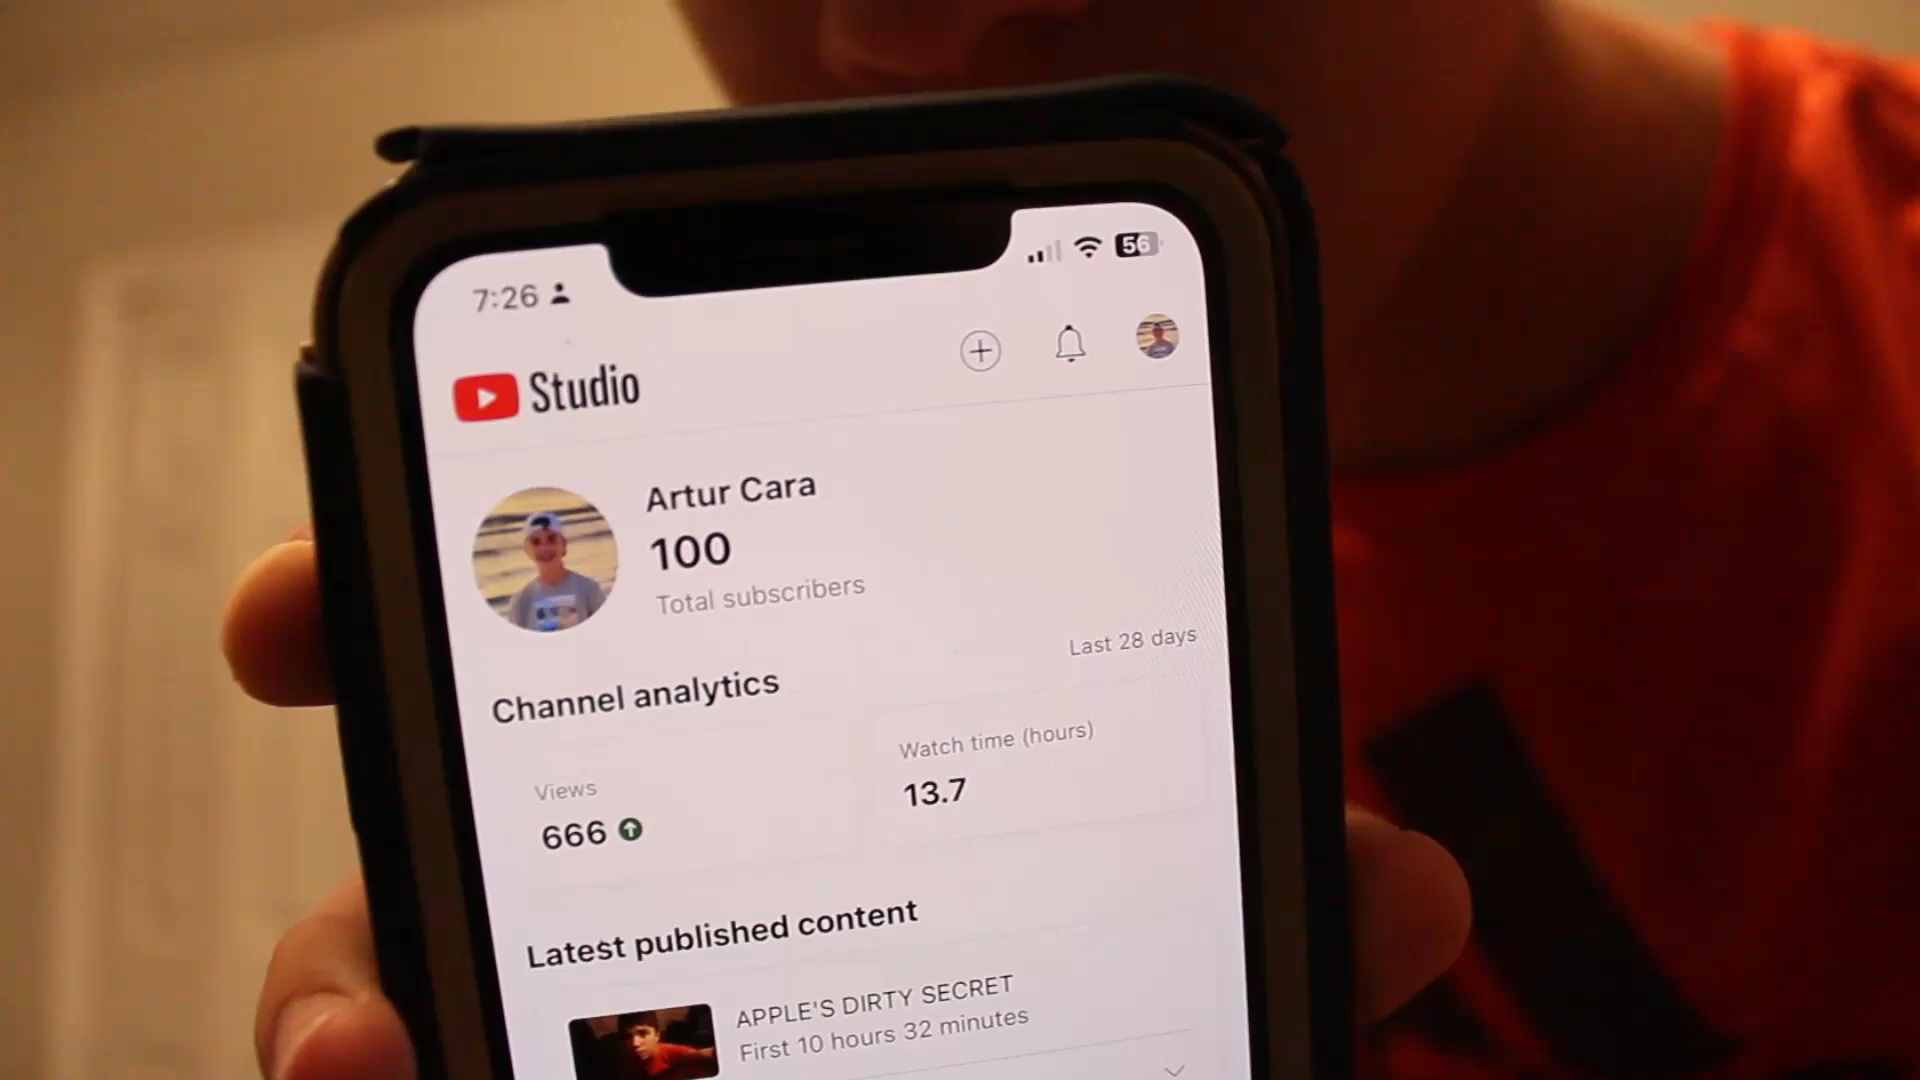 7:26
56
Studio
Artur Cara
100
Total subscribers
Channel analytics
Last 28 days
Views
666
Watch time (hours)
13.7
Latest published content
APPLE'S DIRTY SECRET
First 10 hours 32 minutes